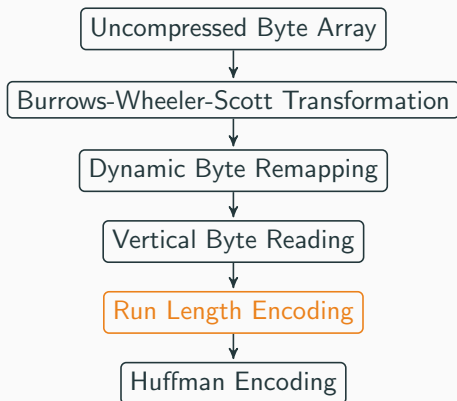 Uncompressed Byte Array
Burrows-Wheeler-Scott Transformation
Dynamic Byte Remapping
Vertical Byte Reading
Run Length Encoding
Huffman Encoding